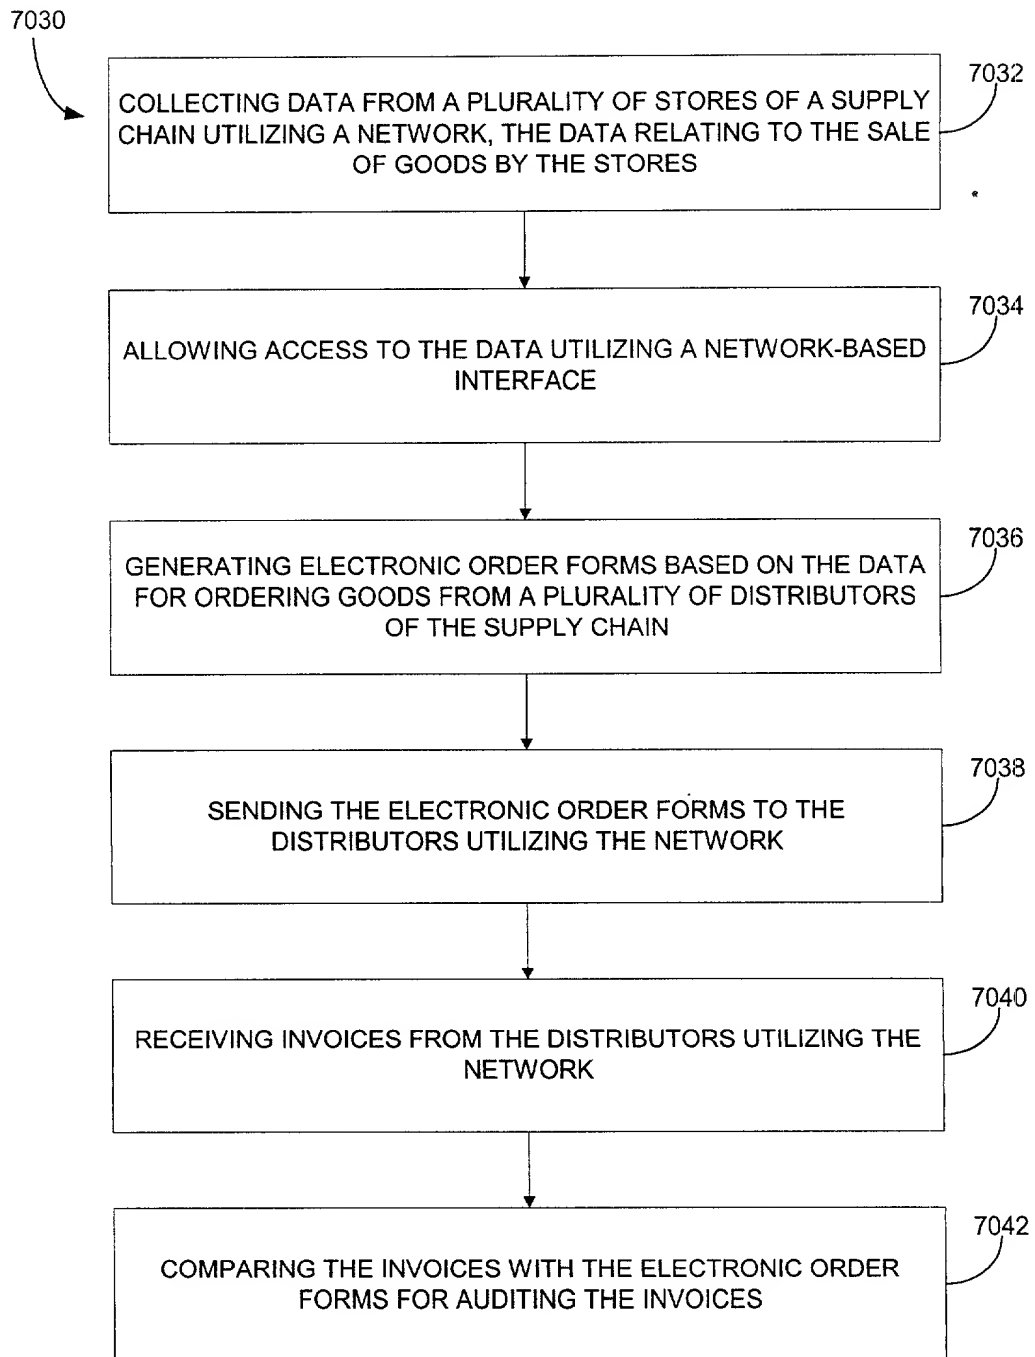 7030
7032
COLLECTING DATA FROM A PLURALITY OF STORES OF A SUPPLY
CHAIN UTILIZING A NETWORK, THE DATA RELATING TO THE SALE
OF GOODS BY THE STORES
7034
ALLOWING ACCESS TO THE DATA UTILIZING A NETWORK-BASED
INTERFACE
7036
GENERATING ELECTRONIC ORDER FORMS BASED ON THE DATA
FOR ORDERING GOODS FROM A PLURALITY OF DISTRIBUTORS
OF THE SUPPLY CHAIN
7038
SENDING THE ELECTRONIC ORDER FORMS TO THE
DISTRIBUTORS UTILIZING THE NETWORK
7040
RECEIVING INVOICES FROM THE DISTRIBUTORS UTILIZING THE
NETWORK
7042
COMPARING THE INVOICES WITH THE ELECTRONIC ORDER
FORMS FOR AUDITING THE INVOICES